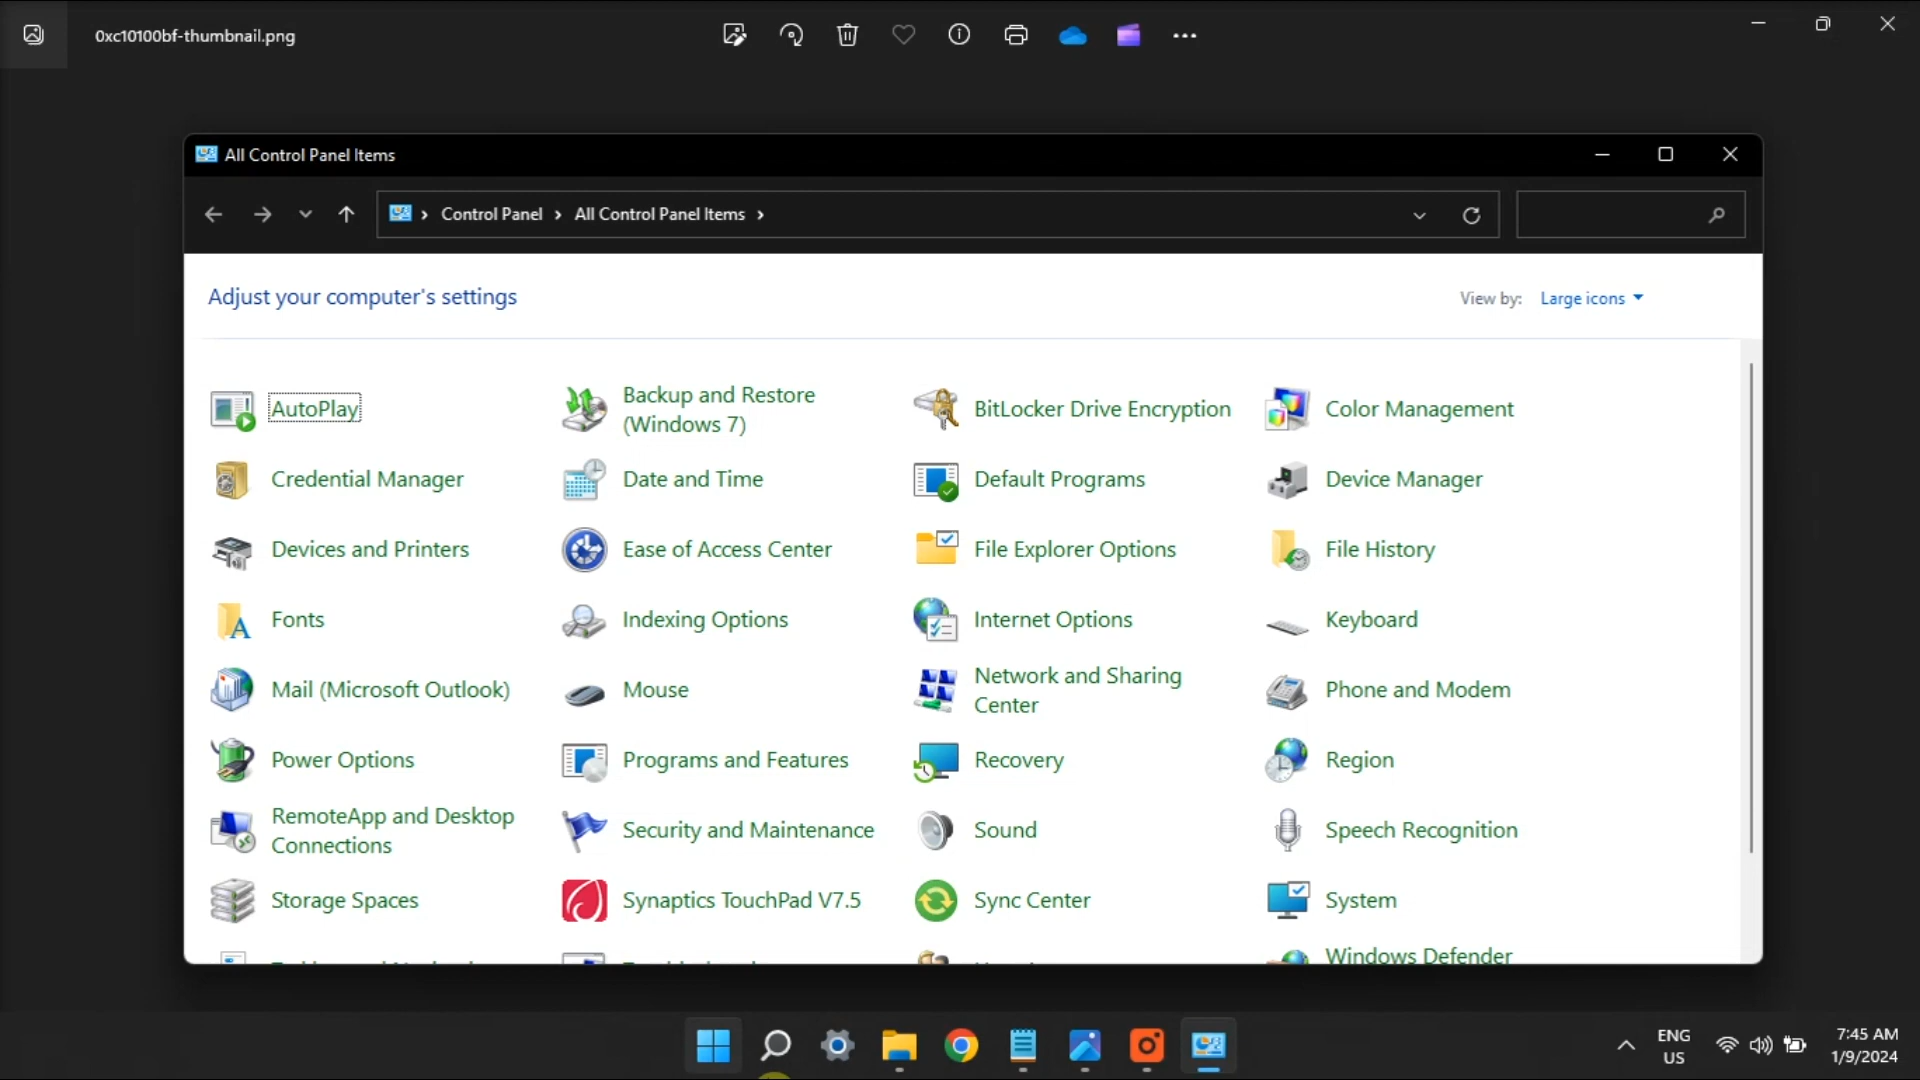 0xc10100bf-thumbnail.png
All Control Panel Items
Control Panel All Control Panel Items
Adjust your computer's settings
View by: Large icons
AutoPlay
Backup and Restore
(Windows 7)
BitLocker Drive Encryption
Color Management
Credential Manager
Date and Time
Default Programs
Device Manager
Devices and Printers
Ease of Access Center
File Explorer Options
File History
Fonts
Indexing Options
Internet Options
Keyboard
Mail (Microsoft Outlook)
Mouse
Network and Sharing
Center
Phone and Modem
Power Options
Programs and Features
Recovery
Region
RemoteApp and Desktop
Connections
Security and Maintenance
Sound
Speech Recognition
Storage Spaces
Synaptics TouchPad V7.5
Sync Center
System
Windows Defender
ENG
US
7:45 AM
1/9/2024